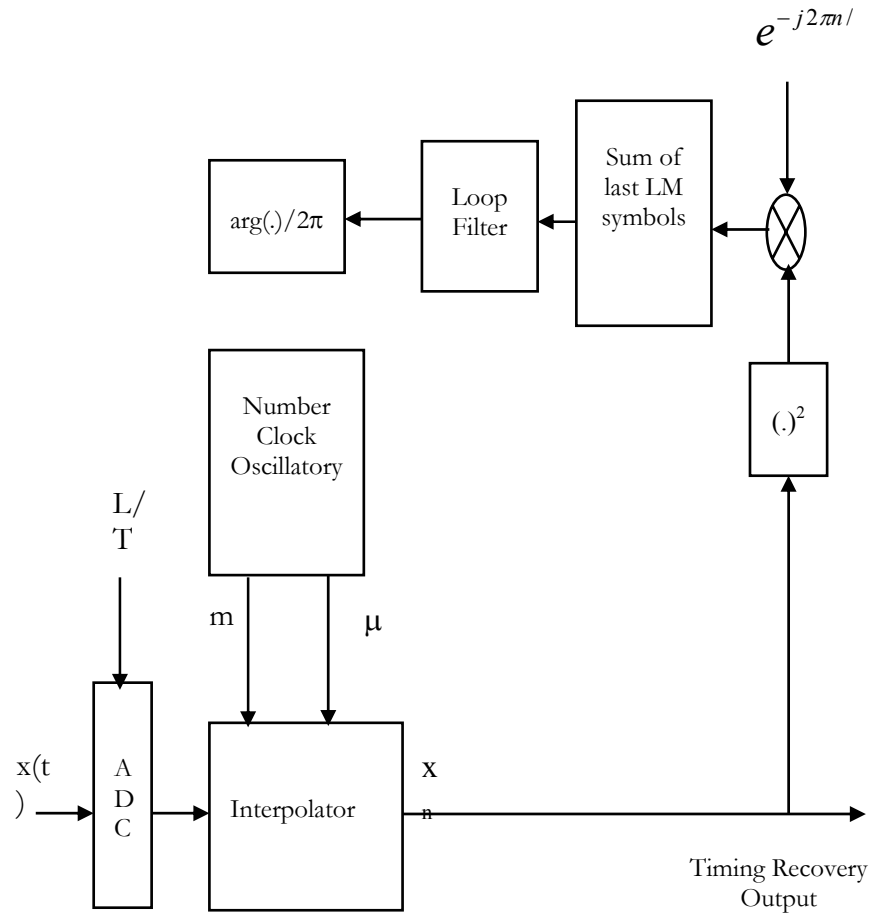 e^{-j2πn/}
Sum of
last LM
symbols
Loop
Filter
arg(.)/2π
(.)²
Number
Clock
Oscillatory
L/
T
m
μ
x(t
)
A
D
C
Interpolator
x
n
Timing Recovery
Output